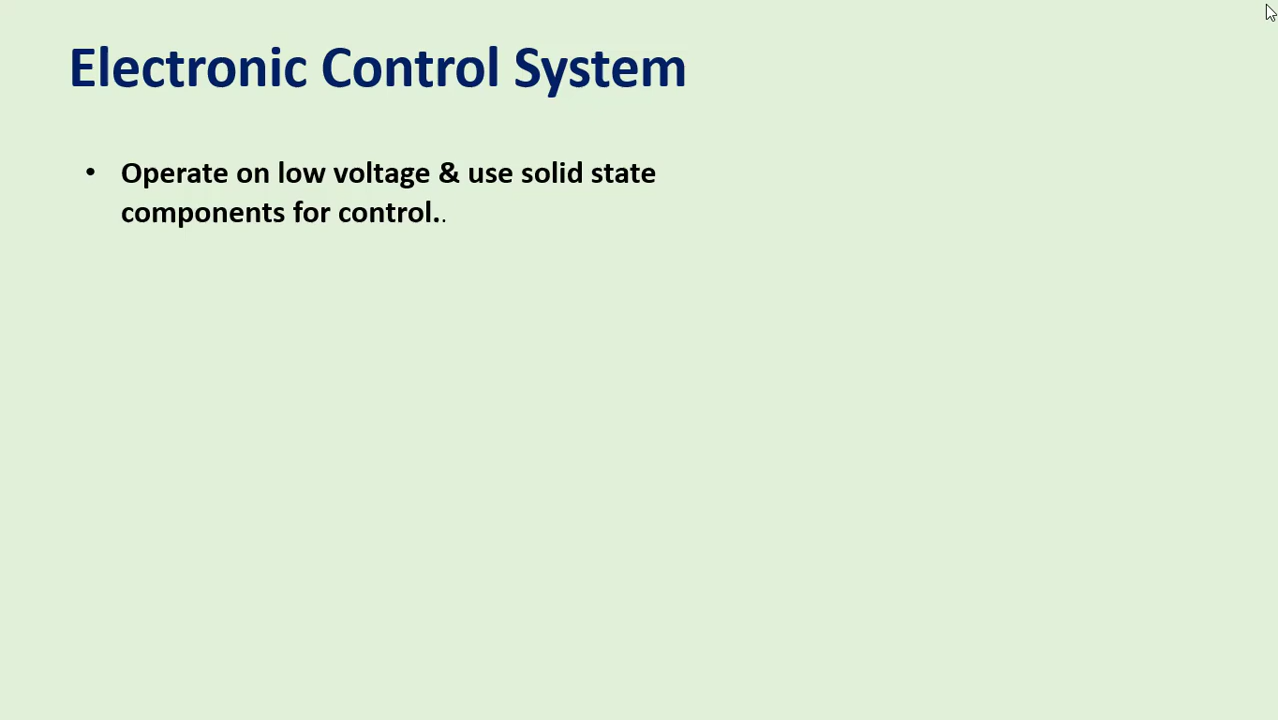 Electronic Control System
• Operate on low voltage & use solid state
components for control..